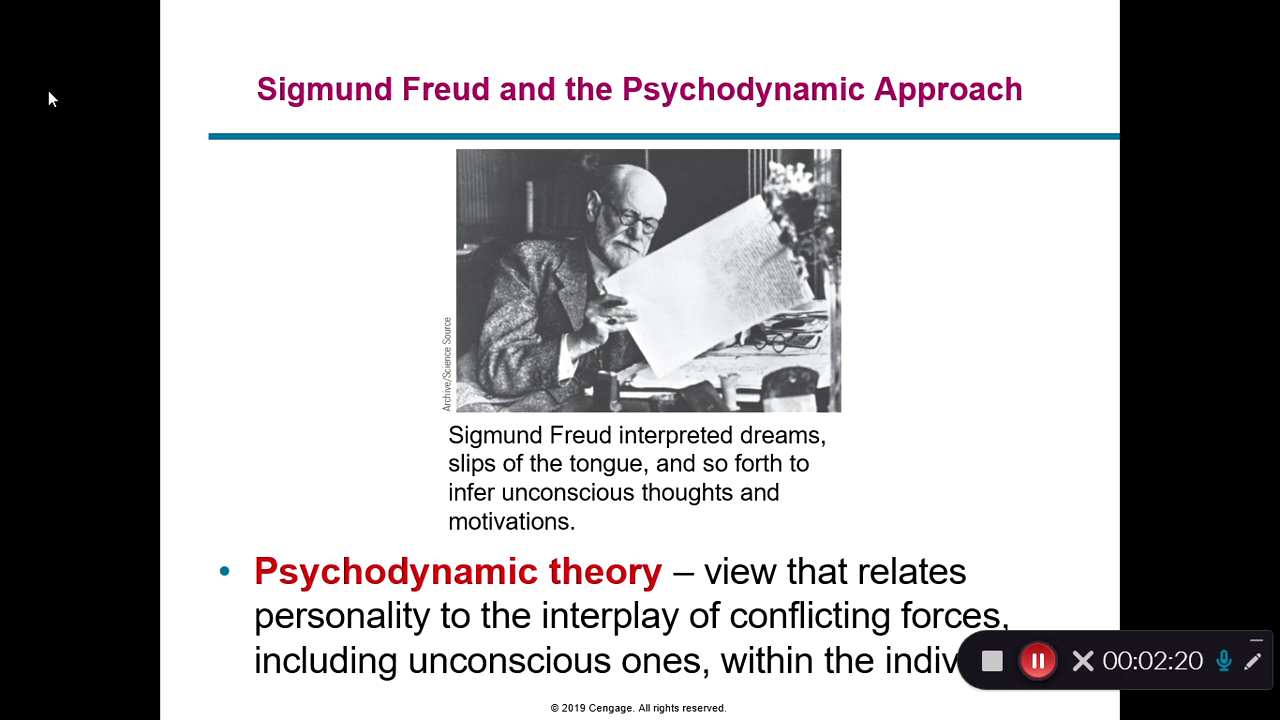 Sigmund Freud and the Psychodynamic Approach
Archive/Science Source
Sigmund Freud interpreted dreams,
slips of the tongue, and so forth to
infer unconscious thoughts and
motivations.
• Psychodynamic theory – view that relates
personality to the interplay of conflicting forces,
including unconscious ones, within the indiv
00:02:20
© 2019 Cengage. All rights reserved.